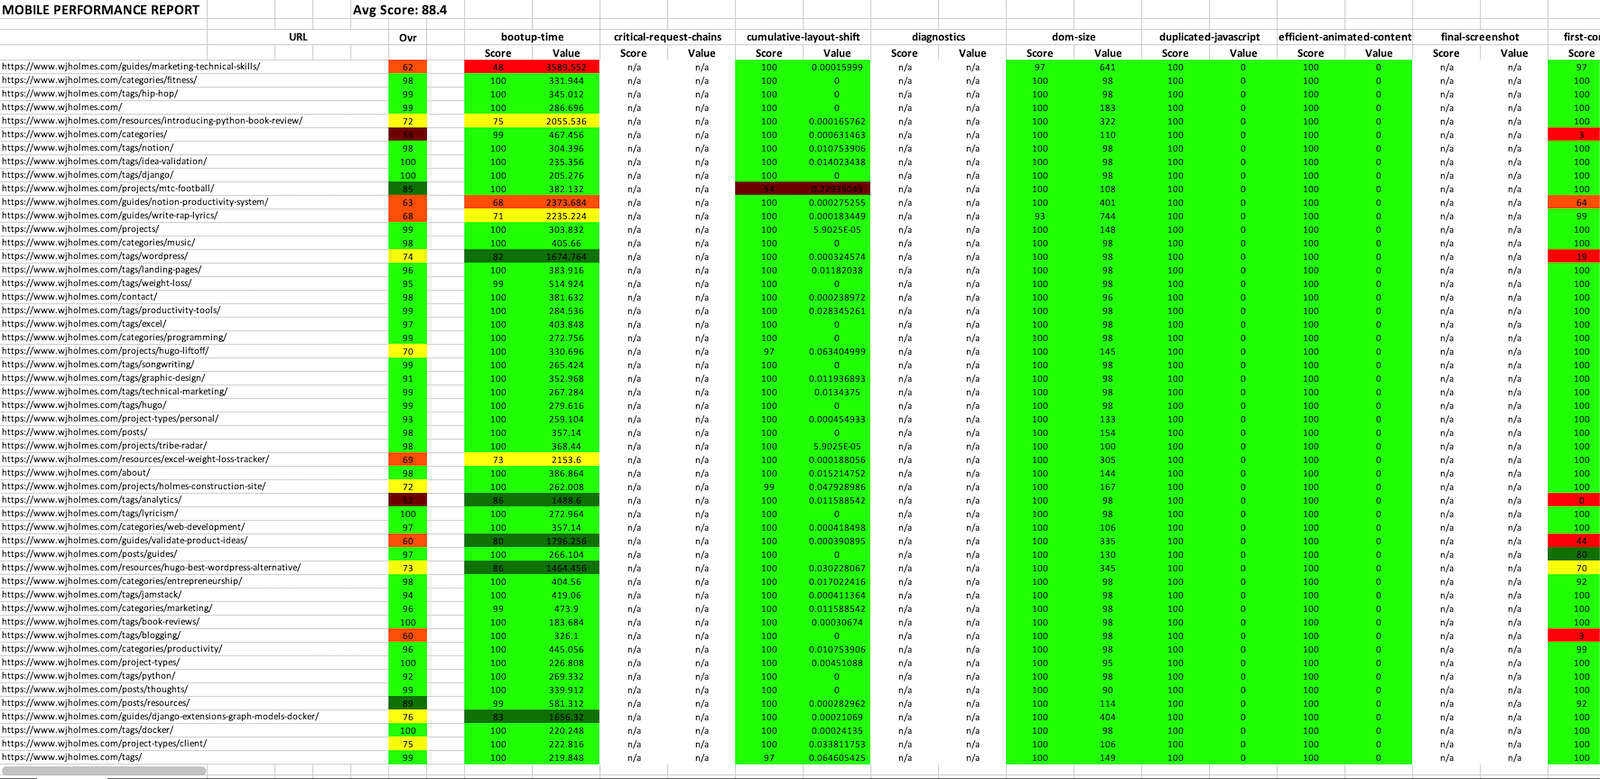 MOBILE PERFORMANCE REPORT Avg Score: 88.4
URL Ovr bootup-time critical-request-chains cumulative-layout-shift diagnostics dom-size duplicated-javascript efficient-animated-content final-screenshot first-co
Score Value Score Value Score Value Score Value Score Value Score Value Score Value Score Value Score
https://www.wjholmes.com/guides/marketing-technical-skills/ 62 48 3589.552 n/a n/a 100 0.00015999 n/a n/a 97 641 100 0 100 0 n/a n/a 97
https://www.wjholmes.com/categories/fitness/ 98 100 331.944 n/a n/a 100 0 n/a n/a 100 98 100 0 100 0 n/a n/a 100
https://www.wjholmes.com/tags/hip-hop/ 99 100 345.012 n/a n/a 100 0 n/a n/a 100 98 100 0 100 0 n/a n/a 100
https://www.wjholmes.com/ 99 100 286.696 n/a n/a 100 0 n/a n/a 100 183 100 0 100 0 n/a n/a 100
https://www.wjholmes.com/resources/introducing-python-book-review/ 72 75 2055.536 n/a n/a 100 0.000165762 n/a n/a 100 322 100 0 100 0 n/a n/a 100
https://www.wjholmes.com/categories/ 99 467.456 n/a n/a 100 0.000631463 n/a n/a 100 110 100 0 100 0 n/a n/a 3
https://www.wjholmes.com/tags/notion/ 98 100 304.396 n/a n/a 100 0.010753906 n/a n/a 100 98 100 0 100 0 n/a n/a 100
https://www.wjholmes.com/tags/idea-validation/ 100 100 235.356 n/a n/a 100 0.014023438 n/a n/a 100 98 100 0 100 0 n/a n/a 100
https://www.wjholmes.com/tags/django/ 100 100 205.276 n/a n/a 100 0 n/a n/a 100 98 100 0 100 0 n/a n/a 100
https://www.wjholmes.com/projects/mtc-football/ 85 100 382.132 n/a n/a 54 0.22935045 n/a n/a 100 108 100 0 100 0 n/a n/a 100
https://www.wjholmes.com/guides/notion-productivity-system/ 63 68 2373.684 n/a n/a 100 0.000275255 n/a n/a 100 401 100 0 100 0 n/a n/a 64
https://www.wjholmes.com/guides/write-rap-lyrics/ 68 71 2235.224 n/a n/a 100 0.000183449 n/a n/a 93 744 100 0 100 0 n/a n/a 99
https://www.wjholmes.com/projects/ 99 100 303.832 n/a n/a 100 5.9025E-05 n/a n/a 100 148 100 0 100 0 n/a n/a 100
https://www.wjholmes.com/categories/music/ 98 100 405.66 n/a n/a 100 0 n/a n/a 100 98 100 0 100 0 n/a n/a 100
https://www.wjholmes.com/tags/wordpress/ 74 82 1674.764 n/a n/a 100 0.000324574 n/a n/a 100 98 100 0 100 0 n/a n/a 19
https://www.wjholmes.com/tags/landing-pages/ 96 100 383.916 n/a n/a 100 0.01182038 n/a n/a 100 98 100 0 100 0 n/a n/a 100
https://www.wjholmes.com/tags/weight-loss/ 95 99 514.924 n/a n/a 100 0 n/a n/a 100 98 100 0 100 0 n/a n/a 100
https://www.wjholmes.com/contact/ 98 100 381.632 n/a n/a 100 0.000238972 n/a n/a 100 96 100 0 100 0 n/a n/a 100
https://www.wjholmes.com/tags/productivity-tools/ 99 100 284.536 n/a n/a 100 0.028345261 n/a n/a 100 98 100 0 100 0 n/a n/a 100
https://www.wjholmes.com/tags/excel/ 97 100 403.848 n/a n/a 100 0 n/a n/a 100 98 100 0 100 0 n/a n/a 100
https://www.wjholmes.com/categories/programming/ 99 100 272.756 n/a n/a 100 0 n/a n/a 100 98 100 0 100 0 n/a n/a 100
https://www.wjholmes.com/projects/hugo-liftoff/ 70 100 330.696 n/a n/a 97 0.063404999 n/a n/a 100 145 100 0 100 0 n/a n/a 100
https://www.wjholmes.com/tags/songwriting/ 99 100 265.424 n/a n/a 100 0 n/a n/a 100 98 100 0 100 0 n/a n/a 100
https://www.wjholmes.com/tags/graphic-design/ 91 100 352.968 n/a n/a 100 0.011936893 n/a n/a 100 98 100 0 100 0 n/a n/a 100
https://www.wjholmes.com/tags/technical-marketing/ 99 100 267.284 n/a n/a 100 0.0134375 n/a n/a 100 98 100 0 100 0 n/a n/a 100
https://www.wjholmes.com/tags/hugo/ 99 100 279.616 n/a n/a 100 0 n/a n/a 100 98 100 0 100 0 n/a n/a 100
https://www.wjholmes.com/project-types/personal/ 93 100 259.104 n/a n/a 100 0.000454933 n/a n/a 100 133 100 0 100 0 n/a n/a 100
https://www.wjholmes.com/posts/ 98 100 357.14 n/a n/a 100 0 n/a n/a 100 154 100 0 100 0 n/a n/a 100
https://www.wjholmes.com/projects/tribe-radar/ 98 100 368.44 n/a n/a 100 5.9025E-05 n/a n/a 100 100 100 0 100 0 n/a n/a 100
https://www.wjholmes.com/resources/excel-weight-loss-tracker/ 69 73 2153.6 n/a n/a 100 0.000188056 n/a n/a 100 305 100 0 100 0 n/a n/a 100
https://www.wjholmes.com/about/ 98 100 386.864 n/a n/a 100 0.015214752 n/a n/a 100 144 100 0 100 0 n/a n/a 100
https://www.wjholmes.com/projects/holmes-construction-site/ 72 100 262.008 n/a n/a 99 0.047928986 n/a n/a 100 167 100 0 100 0 n/a n/a 100
https://www.wjholmes.com/tags/analytics/ 86 1488.6 n/a n/a 100 0.011588542 n/a n/a 100 98 100 0 100 0 n/a n/a 0
https://www.wjholmes.com/tags/lyricism/ 100 100 272.964 n/a n/a 100 0 n/a n/a 100 98 100 0 100 0 n/a n/a 100
https://www.wjholmes.com/categories/web-development/ 97 100 357.14 n/a n/a 100 0.000418498 n/a n/a 100 106 100 0 100 0 n/a n/a 100
https://www.wjholmes.com/guides/validate-product-ideas/ 60 80 1796.256 n/a n/a 100 0.000390895 n/a n/a 100 335 100 0 100 0 n/a n/a 44
https://www.wjholmes.com/posts/guides/ 97 100 266.104 n/a n/a 100 0 n/a n/a 100 130 100 0 100 0 n/a n/a 80
https://www.wjholmes.com/resources/hugo-best-wordpress-alternative/ 73 86 1464.456 n/a n/a 100 0.030228067 n/a n/a 100 345 100 0 100 0 n/a n/a 70
https://www.wjholmes.com/categories/entrepreneurship/ 98 100 404.56 n/a n/a 100 0.017022416 n/a n/a 100 98 100 0 100 0 n/a n/a 92
https://www.wjholmes.com/tags/jamstack/ 94 100 419.06 n/a n/a 100 0.000411364 n/a n/a 100 98 100 0 100 0 n/a n/a 100
https://www.wjholmes.com/categories/marketing/ 96 99 473.9 n/a n/a 100 0.011588542 n/a n/a 100 98 100 0 100 0 n/a n/a 100
https://www.wjholmes.com/tags/book-reviews/ 100 100 183.684 n/a n/a 100 0.00030674 n/a n/a 100 98 100 0 100 0 n/a n/a 100
https://www.wjholmes.com/tags/blogging/ 60 100 326.1 n/a n/a 100 0 n/a n/a 100 98 100 0 100 0 n/a n/a 3
https://www.wjholmes.com/categories/productivity/ 96 100 445.056 n/a n/a 100 0.010753906 n/a n/a 100 98 100 0 100 0 n/a n/a 99
https://www.wjholmes.com/project-types/ 100 100 226.808 n/a n/a 100 0.00451088 n/a n/a 100 95 100 0 100 0 n/a n/a 100
https://www.wjholmes.com/tags/python/ 92 100 269.332 n/a n/a 100 0 n/a n/a 100 98 100 0 100 0 n/a n/a 100
https://www.wjholmes.com/posts/thoughts/ 99 100 339.912 n/a n/a 100 0 n/a n/a 100 90 100 0 100 0 n/a n/a 100
https://www.wjholmes.com/posts/resources/ 89 99 581.312 n/a n/a 100 0.000282962 n/a n/a 100 114 100 0 100 0 n/a n/a 92
https://www.wjholmes.com/guides/django-extensions-graph-models-docker/ 76 83 1656.32 n/a n/a 100 0.00021069 n/a n/a 100 404 100 0 100 0 n/a n/a 100
https://www.wjholmes.com/tags/docker/ 100 100 220.248 n/a n/a 100 0.00024135 n/a n/a 100 98 100 0 100 0 n/a n/a 100
https://www.wjholmes.com/project-types/client/ 75 100 222.816 n/a n/a 100 0.033811753 n/a n/a 100 106 100 0 100 0 n/a n/a 100
https://www.wjholmes.com/tags/ 99 100 219.848 n/a n/a 97 0.064605425 n/a n/a 100 149 100 0 100 0 n/a n/a 100